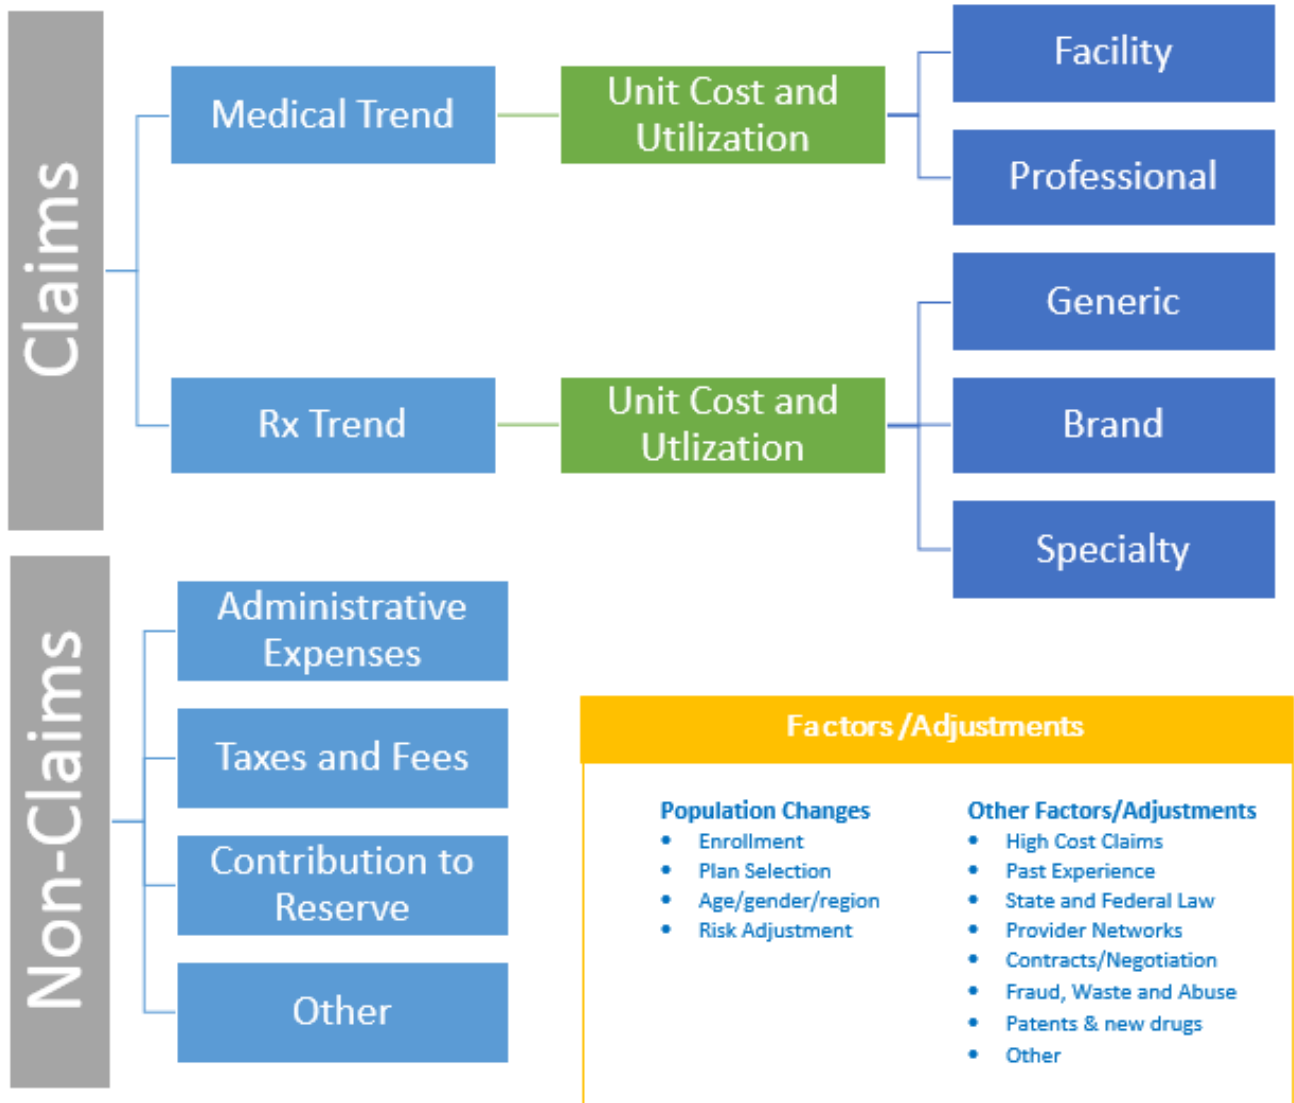 Claims
Medical Trend
Unit Cost and
Utilization
Facility
Professional
Rx Trend
Unit Cost and
Utlization
Generic
Brand
Specialty
Non-Claims
Administrative
Expenses
Taxes and Fees
Contribution to
Reserve
Other
Factors/Adjustments
Population Changes
• Enrollment
• Plan Selection
• Age/gender/region
• Risk Adjustment
Other Factors/Adjustments
• High Cost Claims
• Past Experience
• State and Federal Law
• Provider Networks
• Contracts/Negotiation
• Fraud, Waste and Abuse
• Patents & new drugs
• Other